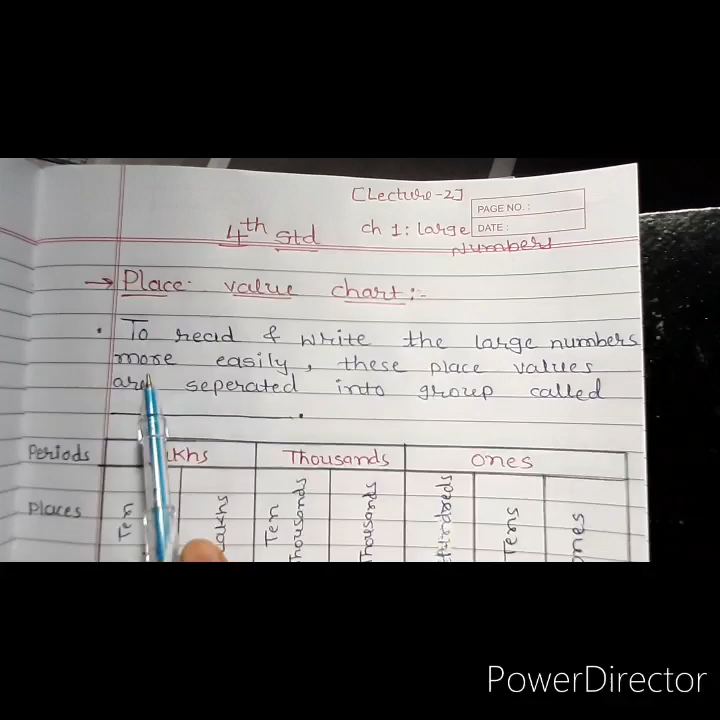 [Lecture-2]
PAGE NO. :
DATE :
4th std ch 1: large
Numbers
→ Place value chart :-
• To read & write the large numbers
more easily, these place values
are seperated into group called
.
Periods Thousands Ones
Places Ten Lakhs Ten Thousands Thousands Hundreds Tens
PowerDirector